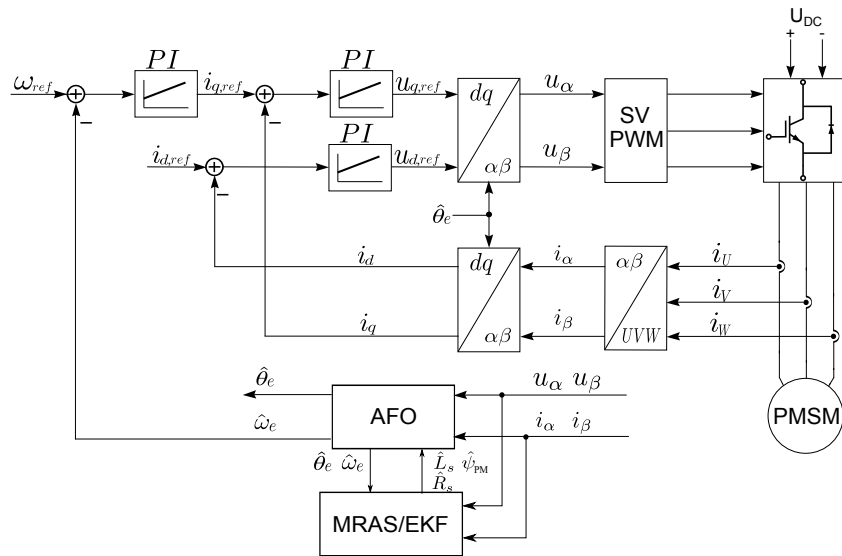 U_DC
+ -
PI PI
ω_ref i_q,ref u_q,ref dq u_α SV PWM
− −
PI
i_d,ref u_d,ref αβ u_β
−
θ̂_e
i_d dq i_α αβ i_U
i_V
i_q αβ i_β UVW i_W
θ̂_e AFO u_α u_β PMSM
ω̂_e i_α i_β
θ̂_e ω̂_e L̂_s ψ̂_PM
R̂_s
MRAS/EKF